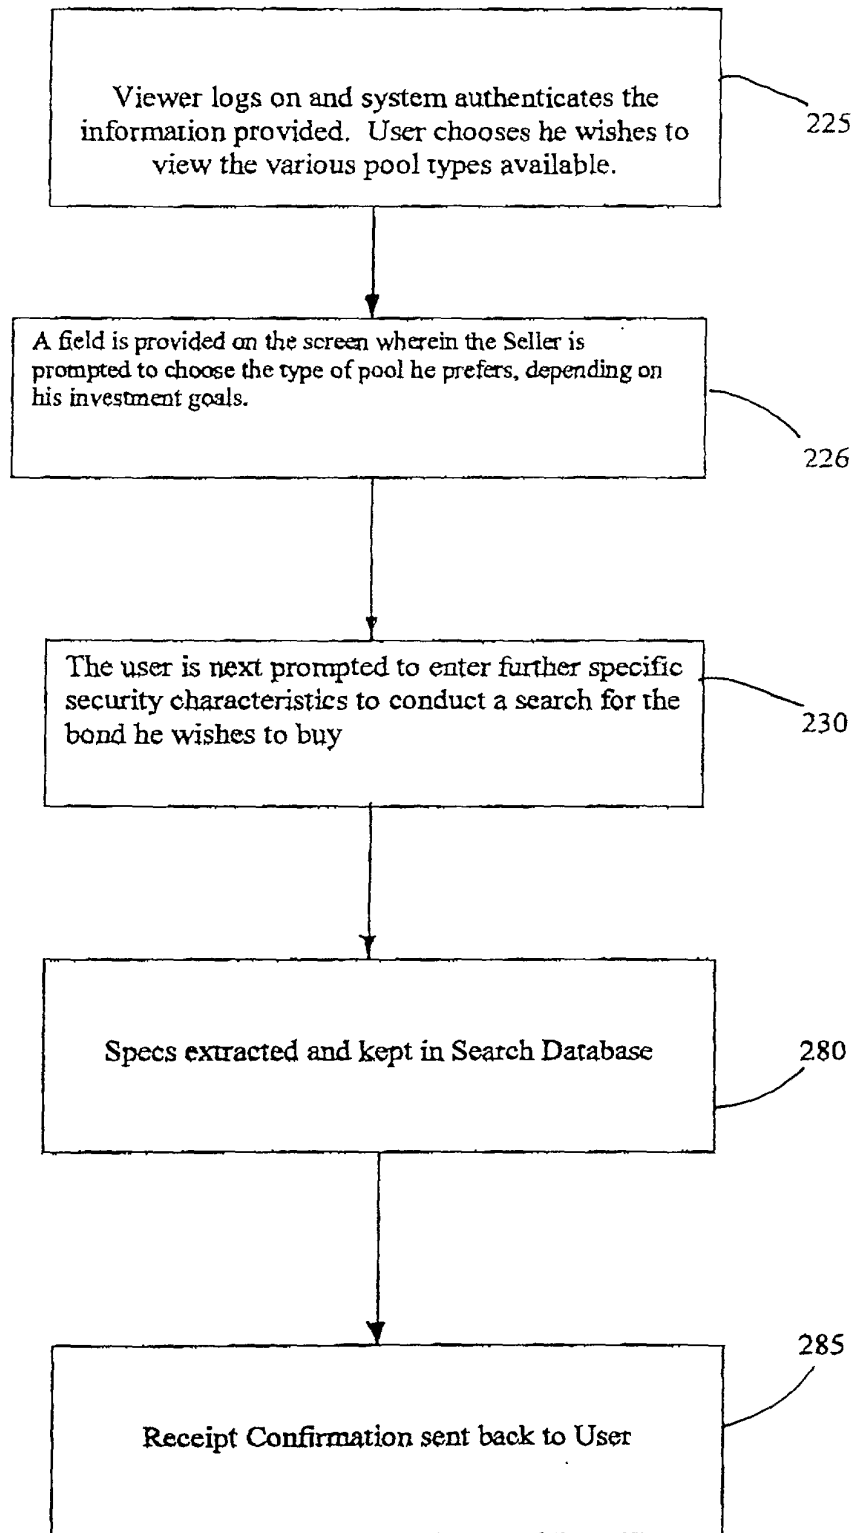 Viewer logs on and system authenticates the
information provided. User chooses he wishes to
view the various pool types available.
225
A field is provided on the screen wherein the Seller is
prompted to choose the type of pool he prefers, depending on
his investment goals.
226
The user is next prompted to enter further specific
security characteristics to conduct a search for the
bond he wishes to buy
230
Specs extracted and kept in Search Database
280
285
Receipt Confirmation sent back to User